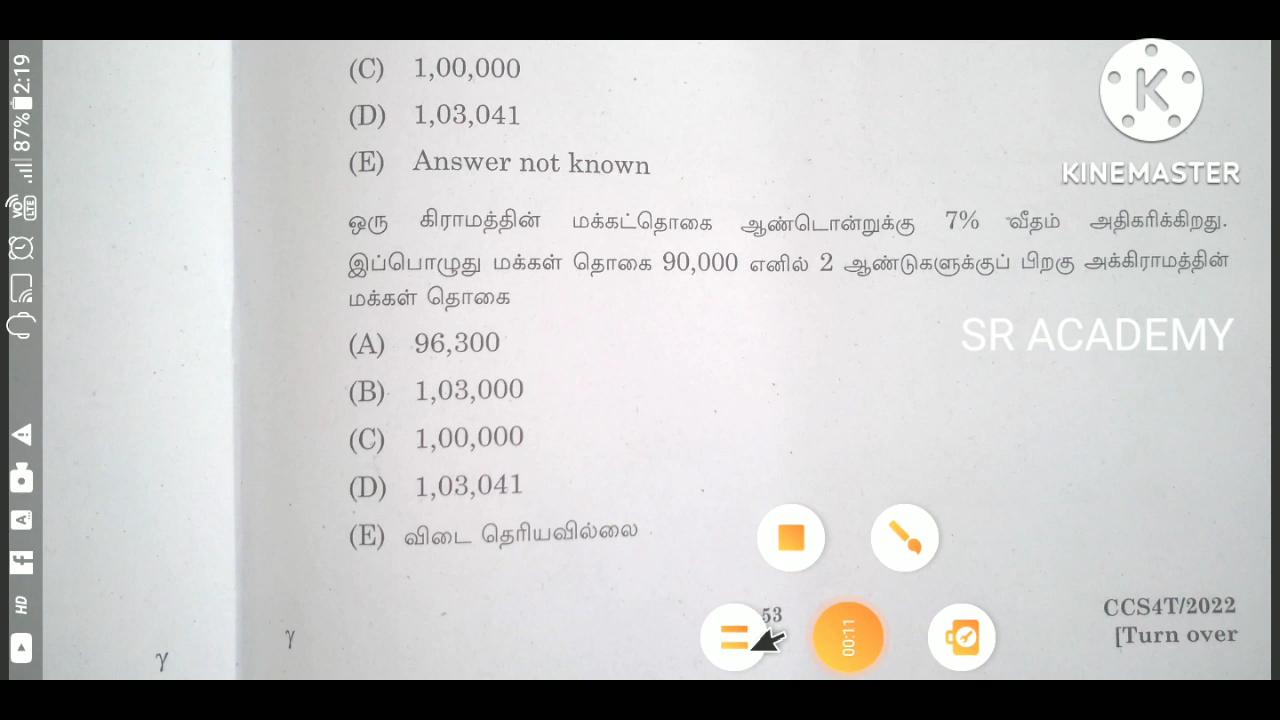 2:19
87%
VO) LTE
HD
(C) 1,00,000
(D) 1,03,041
(E) Answer not known
KINEMASTER
ஒரு கிராமத்தின் மக்கட்தொகை ஆண்டொன்றுக்கு 7% வீதம் அதிகரிக்கிறது.
இப்பொழுது மக்கள் தொகை 90,000 எனில் 2 ஆண்டுகளுக்குப் பிறகு அக்கிராமத்தின்
மக்கள் தொகை
SR ACADEMY
(A) 96,300
(B) 1,03,000
(C) 1,00,000
(D) 1,03,041
(E) விடை தெரியவில்லை
53
00:11
CCS4T/2022
[Turn over
γ
γ